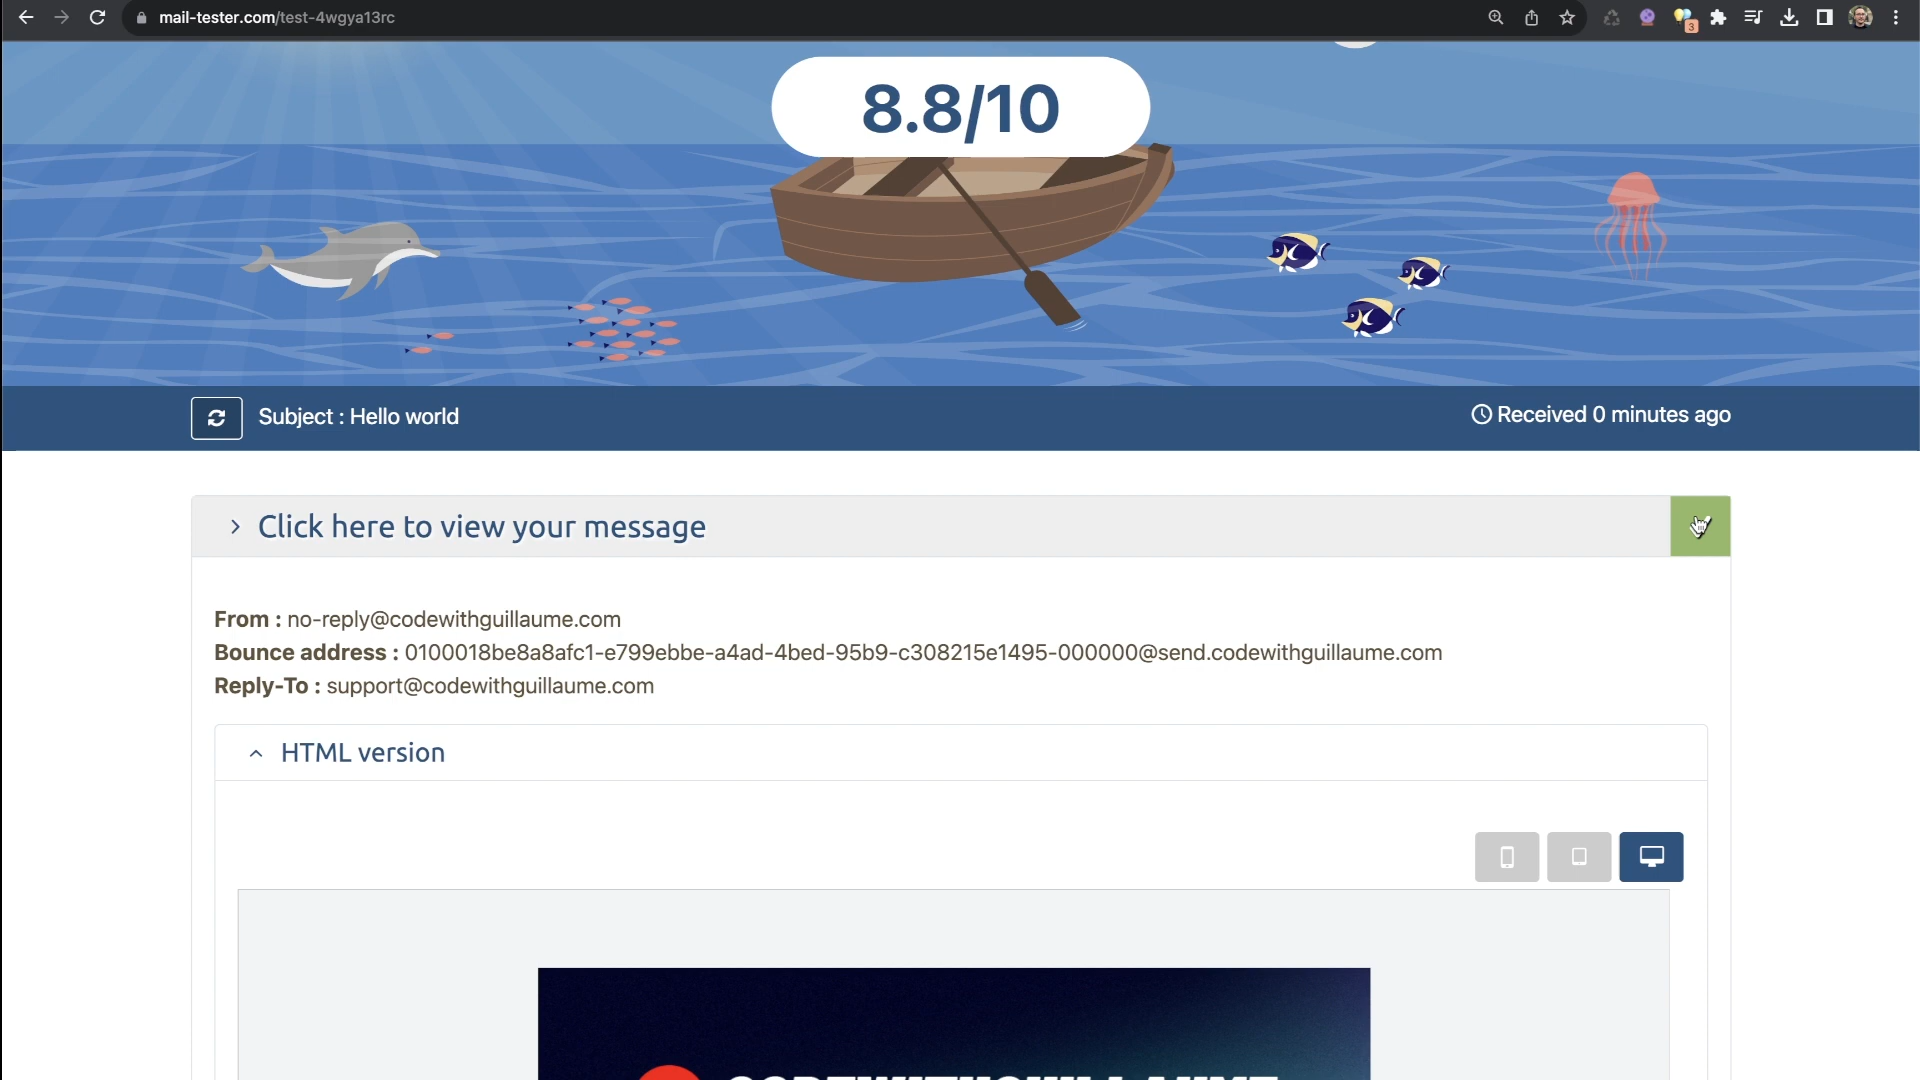 mail-tester.com/test-4wgya13rc
3
8.8/10
Subject : Hello world
Received 0 minutes ago
Click here to view your message
From : no-reply@codewithguillaume.com
Bounce address : 0100018be8a8afc1-e799ebbe-a4ad-4bed-95b9-c308215e1495-000000@send.codewithguillaume.com
Reply-To : support@codewithguillaume.com
HTML version